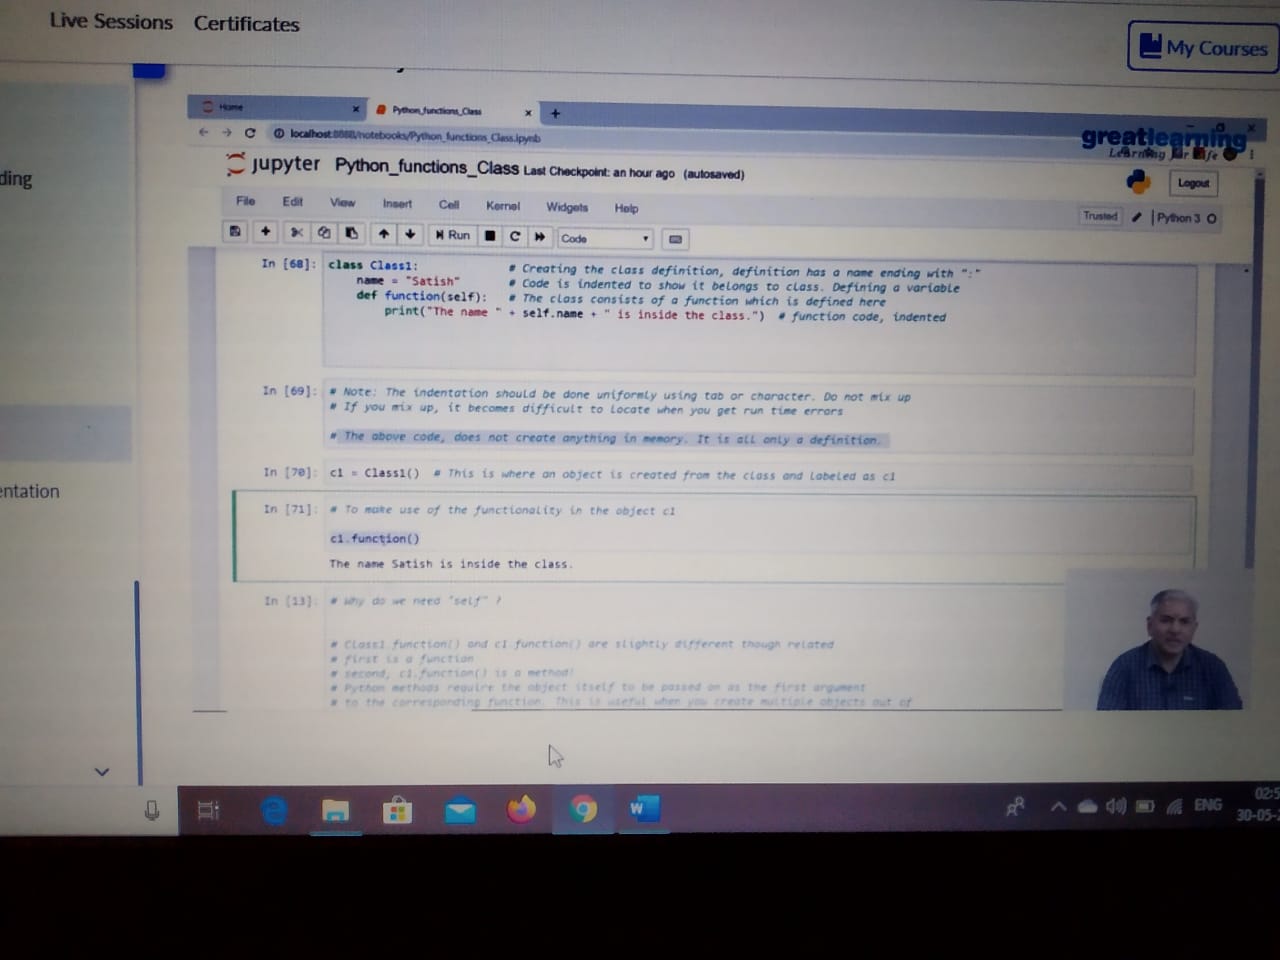 Live Sessions Certificates
My Courses
Home
Python_functions_Class
localhost:8888/notebooks/Python_functions_Class.ipynb
greatlearning
Learning for Life
jupyter Python_functions_Class Last Checkpoint: an hour ago (autosaved)
Logout
File Edit View Insert Cell Kernel Widgets Help
Trusted Python 3
Run
Code
ding
In [68]: class Class1: # Creating the class definition, definition has a name ending with ":"
name = "Satish" # Code is indented to show it belongs to class. Defining a variable
def function(self): # The class consists of a function which is defined here
print("The name " + self.name + " is inside the class.") # function code, indented
In [69]: # Note: The indentation should be done uniformly using tab or character. Do not mix up
# If you mix up, it becomes difficult to locate when you get run time errors
# The above code, does not create anything in memory. It is all only a definition.
In [70]: c1 = Class1() # This is where an object is created from the class and labeled as c1
entation
In [71]: # To make use of the functionality in the object c1
c1.function()
The name Satish is inside the class.
In [13]: # Why do we need "self" ?
# Class1.function() and c1.function() are slightly different though related
# first is a function
# second, c1.function() is a method!
# Python methods require the object itself to be passed on as the first argument
# to the corresponding function. This is useful when you create multiple objects out of
W
ENG
02:5
30-05-